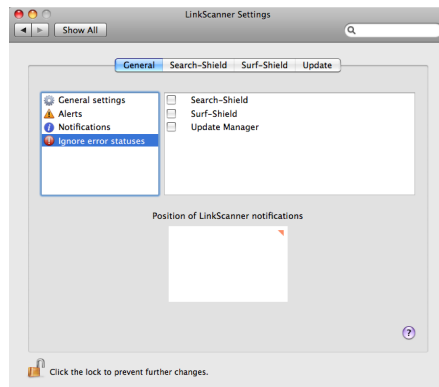 LinkScanner Settings
Show All
General Search-Shield Surf-Shield Update
General settings
Alerts
Notifications
Ignore error statuses
Search-Shield
Surf-Shield
Update Manager
Position of LinkScanner notifications
?
Click the lock to prevent further changes.